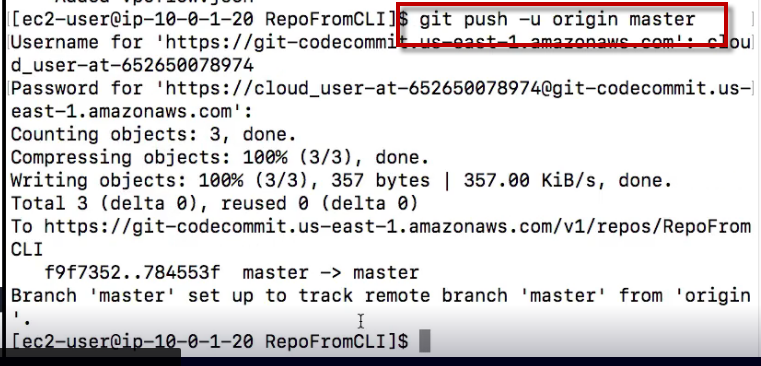 [ec2-user@ip-10-0-1-20 RepoFromCLI]$ git push -u origin master
Username for 'https://git-codecommit.us-east-1.amazonaws.com': clou
d_user-at-652650078974
Password for 'https://cloud_user-at-652650078974@git-codecommit.us-
east-1.amazonaws.com':
Counting objects: 3, done.
Compressing objects: 100% (3/3), done.
Writing objects: 100% (3/3), 357 bytes | 357.00 KiB/s, done.
Total 3 (delta 0), reused 0 (delta 0)
To https://git-codecommit.us-east-1.amazonaws.com/v1/repos/RepoFrom
CLI
f9f7352..784553f  master -> master
Branch 'master' set up to track remote branch 'master' from 'origin
'.
[ec2-user@ip-10-0-1-20 RepoFromCLI]$